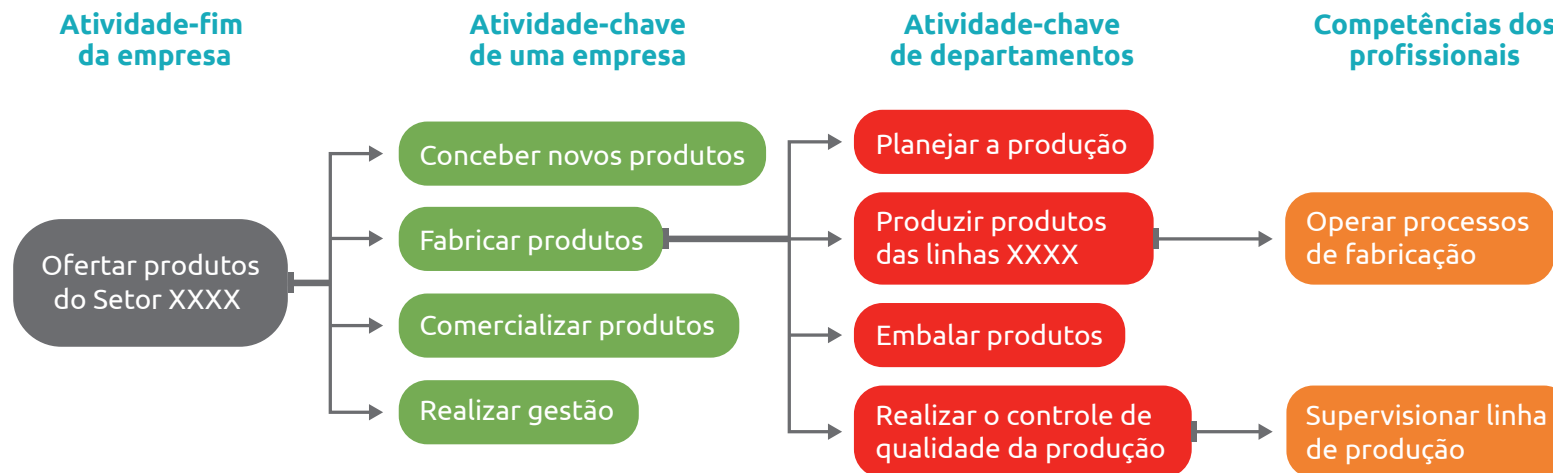 Atividade-fim
da empresa
Atividade-chave
de uma empresa
Atividade-chave
de departamentos
Competências dos
profissionais
Ofertar produtos
do Setor XXXX
Conceber novos produtos
Fabricar produtos
Comercializar produtos
Realizar gestão
Planejar a produção
Produzir produtos
das linhas XXXX
Embalar produtos
Realizar o controle de
qualidade da produção
Operar processos
de fabricação
Supervisionar linha
de produção